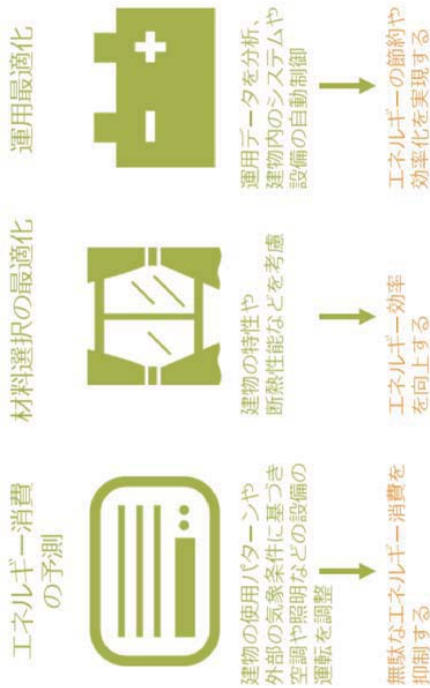 エネルギー消費
の予測
建物の使用パターンや
外部の気象条件に基づき
空調や照明などの設備の
運転を調整
無駄なエネルギー消費を
抑制する
材料選択の最適化
建物の特性や
断熱性能などを考慮
エネルギー効率
を向上する
運用最適化
運用データを分析、
建物内のシステムや
設備の自動制御
エネルギーの節約や
効率化を実現する